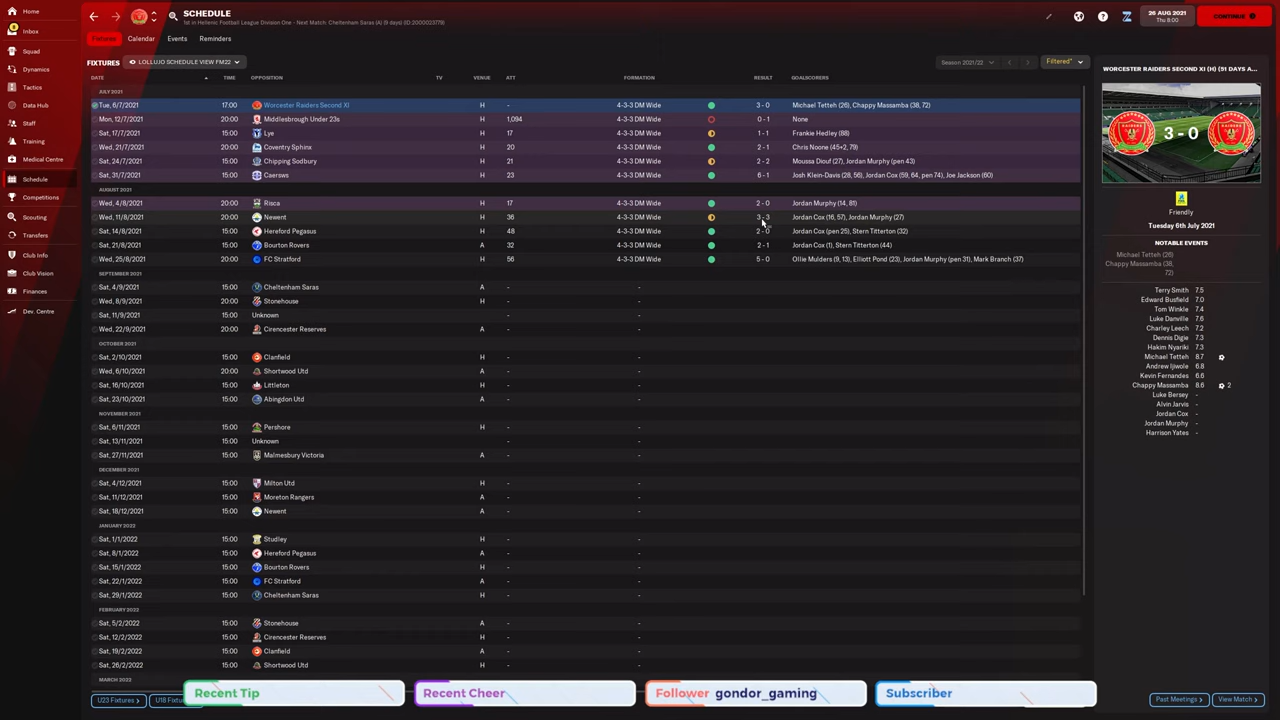 Home
Inbox
Squad
Dynamics
Tactics
Data Hub
Staff
Training
Medical Centre
Schedule
Competitions
Scouting
Transfers
Club Info
Club Vision
Finances
Dev. Centre
SCHEDULE
1st in Hellenic Football League Division One - Next Match: Cheltenham Saras (A) (9 days) (ID:2000023779)
26 AUG 2021
Thu 8:00
CONTINUE
Fixtures Calendar Events Reminders
FIXTURES LOLLUJO SCHEDULE VIEW FM22 Season 2021/22 Filtered*
DATE TIME OPPOSITION TV VENUE ATT FORMATION RESULT GOALSCORERS
JULY 2021
Tue, 6/7/2021 17:00 Worcester Raiders Second XI H - 4-3-3 DM Wide 3 - 0 Michael Tetteh (26), Chappy Massamba (38, 72)
Mon, 12/7/2021 20:00 Middlesbrough Under 23s H 1,094 4-3-3 DM Wide 0 - 1 None
Sat, 17/7/2021 15:00 Lye H 17 4-3-3 DM Wide 1 - 1 Frankie Hedley (88)
Wed, 21/7/2021 20:00 Coventry Sphinx H 20 4-3-3 DM Wide 2 - 1 Chris Noone (45+2, 79)
Sat, 24/7/2021 15:00 Chipping Sodbury H 21 4-3-3 DM Wide 2 - 2 Moussa Diouf (27), Jordan Murphy (pen 43)
Sat, 31/7/2021 15:00 Caersws H 23 4-3-3 DM Wide 6 - 1 Josh Klein-Davis (28, 56), Jordan Cox (59, 64, pen 74), Joe Jackson (60)
AUGUST 2021
Wed, 4/8/2021 20:00 Risca H 17 4-3-3 DM Wide 2 - 0 Jordan Murphy (14, 81)
Wed, 11/8/2021 20:00 Newent H 36 4-3-3 DM Wide 3 - 3 Jordan Cox (16, 57), Jordan Murphy (27)
Sat, 14/8/2021 15:00 Hereford Pegasus H 48 4-3-3 DM Wide 2 - 0 Jordan Cox (pen 25), Stern Titterton (32)
Sat, 21/8/2021 15:00 Bourton Rovers A 32 4-3-3 DM Wide 2 - 1 Jordan Cox (1), Stern Titterton (44)
Wed, 25/8/2021 20:00 FC Stratford H 56 4-3-3 DM Wide 5 - 0 Ollie Mulders (9, 13), Elliott Pond (23), Jordan Murphy (pen 31), Mark Branch (37)
SEPTEMBER 2021
Sat, 4/9/2021 15:00 Cheltenham Saras A - -
Wed, 8/9/2021 20:00 Stonehouse H - -
Sat, 11/9/2021 15:00 Unknown - -
Wed, 22/9/2021 20:00 Cirencester Reserves A - -
OCTOBER 2021
Sat, 2/10/2021 15:00 Clanfield H - -
Wed, 6/10/2021 20:00 Shortwood Utd A - -
Sat, 16/10/2021 15:00 Littleton H - -
Sat, 23/10/2021 15:00 Abingdon Utd A - -
NOVEMBER 2021
Sat, 6/11/2021 15:00 Pershore H - -
Sat, 13/11/2021 15:00 Unknown - -
Sat, 27/11/2021 15:00 Malmesbury Victoria A - -
DECEMBER 2021
Sat, 4/12/2021 15:00 Milton Utd H - -
Sat, 11/12/2021 15:00 Moreton Rangers A - -
Sat, 18/12/2021 15:00 Newent A - -
JANUARY 2022
Sat, 1/1/2022 15:00 Studley H - -
Sat, 8/1/2022 15:00 Hereford Pegasus A - -
Sat, 15/1/2022 15:00 Bourton Rovers H - -
Sat, 22/1/2022 15:00 FC Stratford A - -
Sat, 29/1/2022 15:00 Cheltenham Saras H - -
FEBRUARY 2022
Sat, 5/2/2022 15:00 Stonehouse A - -
Sat, 12/2/2022 15:00 Cirencester Reserves H - -
Sat, 19/2/2022 15:00 Clanfield A - -
Sat, 26/2/2022 15:00 Shortwood Utd H - -
MARCH 2022
U23 Fixtures > U18 Fixtu
Recent Tip Recent Cheer Follower gondor_gaming Subscriber
WORCESTER RAIDERS SECOND XI (H) (51 DAYS A...
3 - 0
Friendly
Tuesday 6th July 2021
NOTABLE EVENTS
Michael Tetteh (26)
Chappy Massamba (38,
72)
Terry Smith 7.5
Edward Busfield 7.0
Tom Winkle 7.4
Luke Danville 7.6
Charley Leech 7.2
Dennis Digie 7.3
Hakim Nyariki 7.3
Michael Tetteh 8.7
Andrew Ijiwole 6.8
Kevin Fernandes 6.6
Chappy Massamba 8.6 2
Luke Bersey -
Alvin Jarvis -
Jordan Cox -
Jordan Murphy -
Harrison Yates -
Past Meetings > View Match >